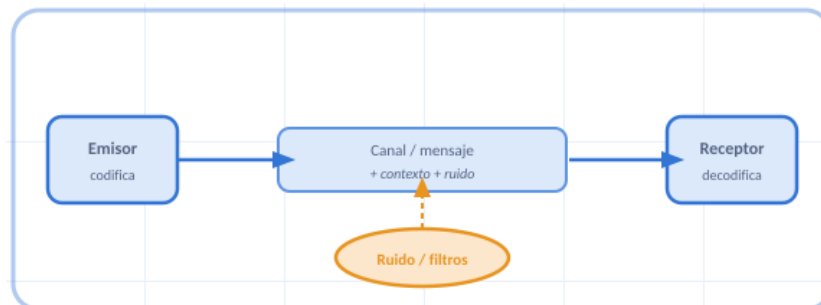 Emisor
codifica
Canal / mensaje
+ contexto + ruido
Receptor
decodifica
Ruido / filtros